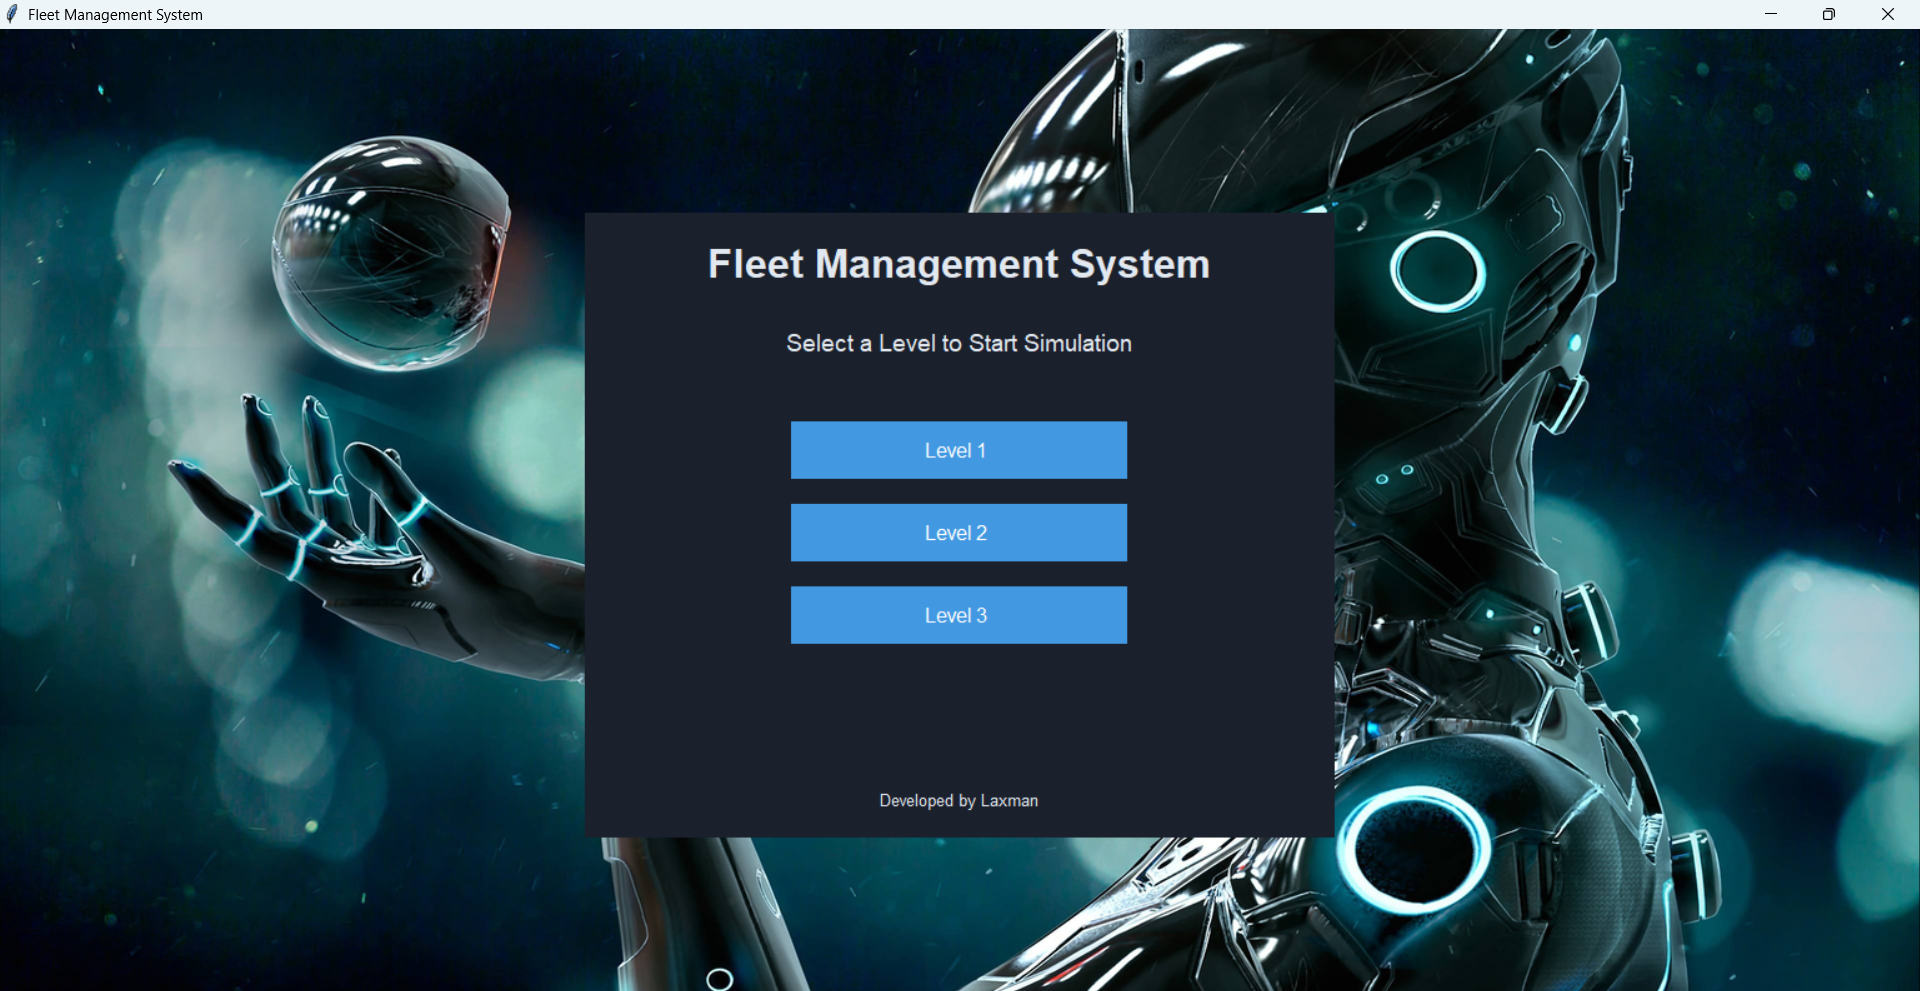 Fleet Management System
Fleet Management System
Select a Level to Start Simulation
Level 1
Level 2
Level 3
Developed by Laxman